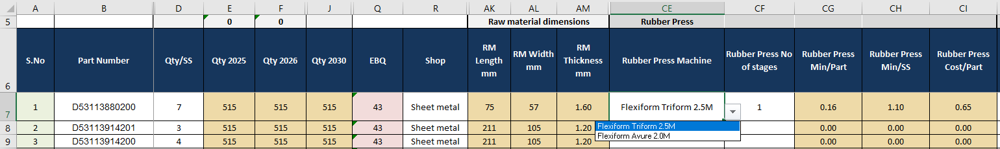 A B D E F J Q R AK AL AM CE CF CG CH CI
5 0 0 Raw material dimensions Rubber Press
6 S.No Part Number Qty/SS Qty 2025 Qty 2026 Qty 2030 EBQ Shop RM Length mm RM Width mm RM Thickness mm Rubber Press Machine Rubber Press No of stages Rubber Press Min/Part Rubber Press Min/SS Rubber Press Cost/Part
7 1 D53113880200 7 515 515 515 43 Sheet metal 75 57 1.60 Flexiform Triform 2.5M 1 0.16 1.10 0.65
8 2 D53113914201 3 515 515 515 43 Sheet metal 211 105 1.20 0.00 0.00 0.00
9 3 D53113914200 4 515 515 515 43 Sheet metal 211 105 1.20 0.00 0.00 0.00
Flexiform Triform 2.5M
Flexiform Avure 2.0M